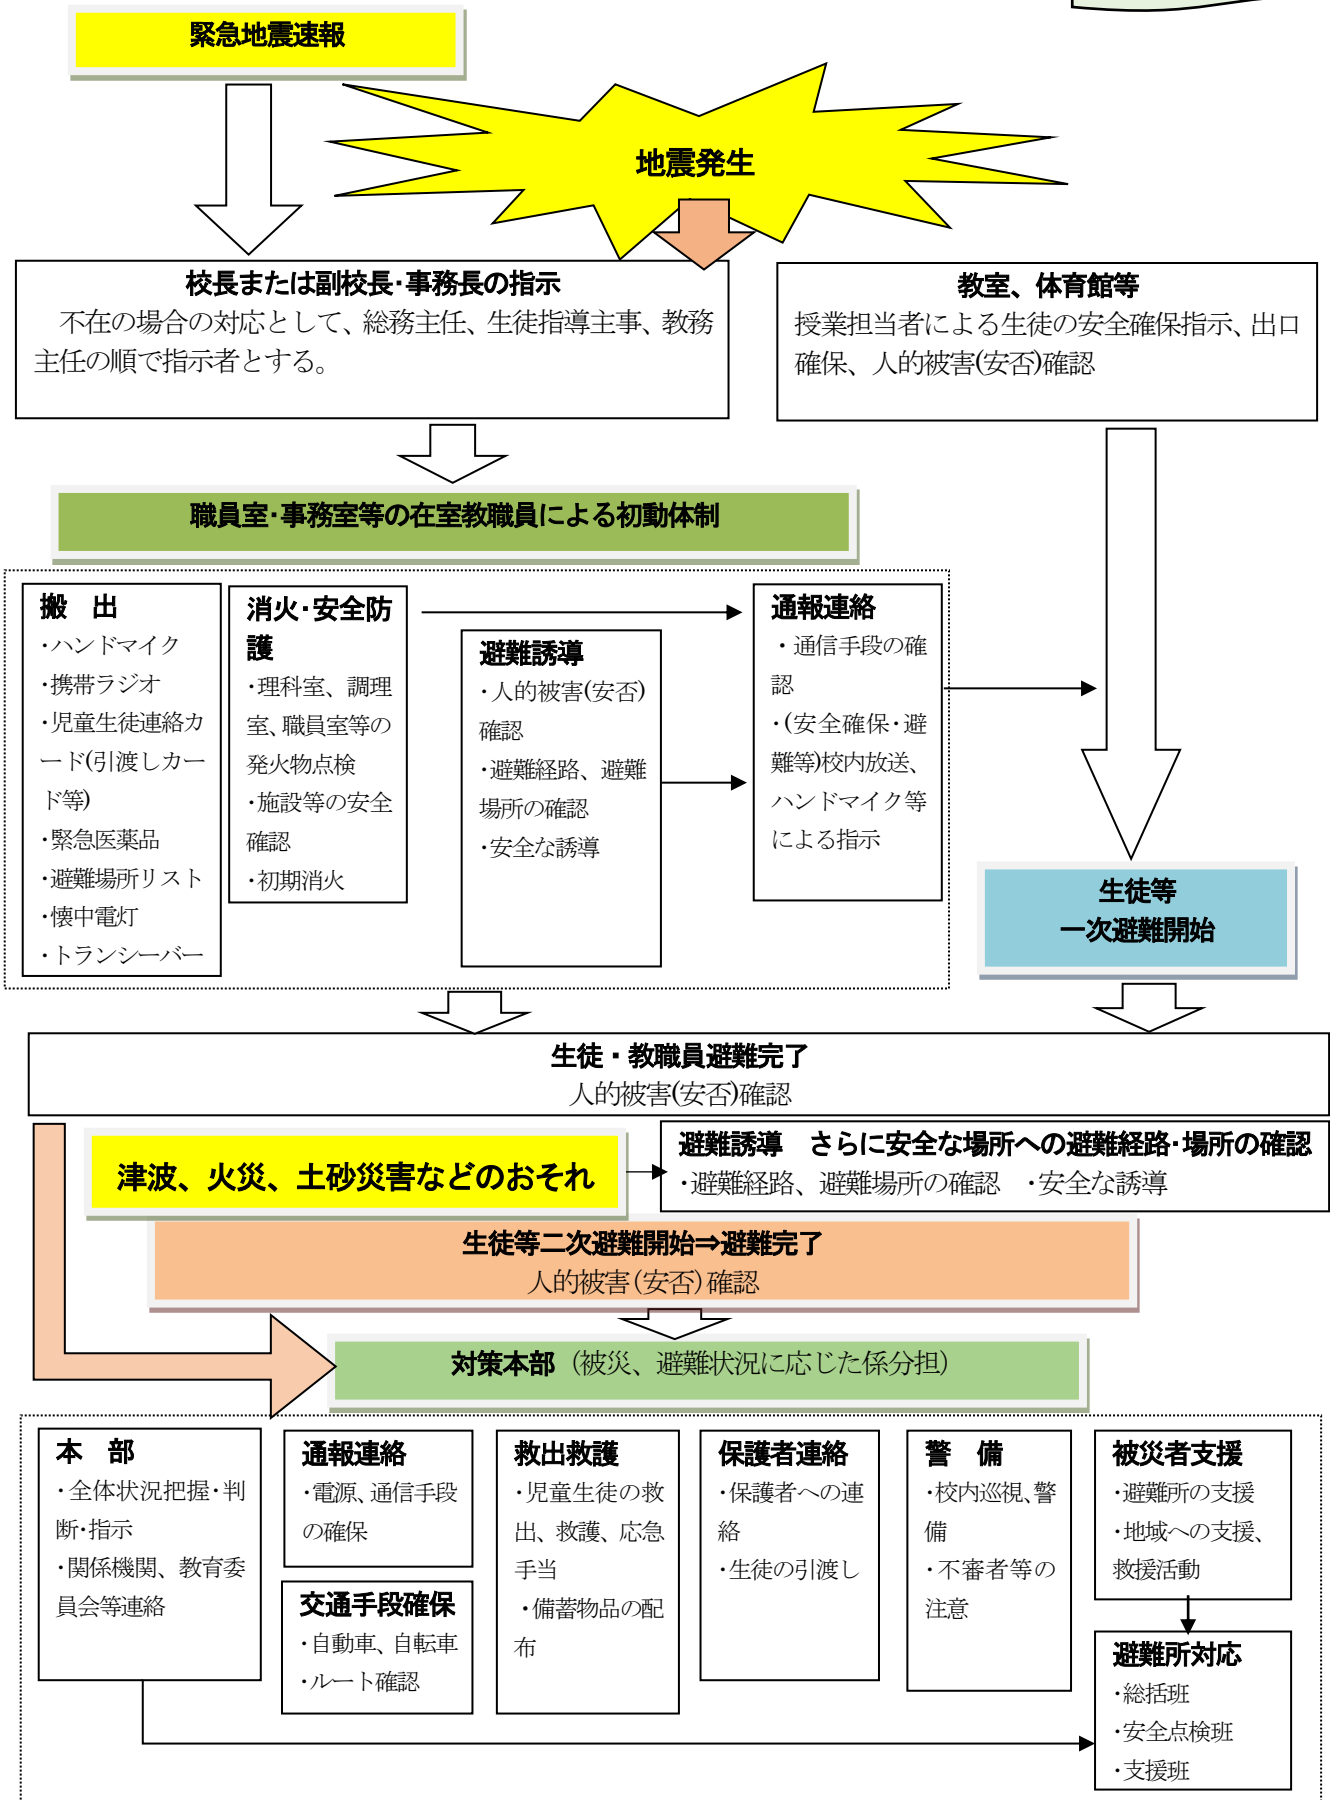 緊急地震速報
地震発生
校長または副校長・事務長の指示
不在の場合の対応として、総務主任、生徒指導主事、教務
主任の順で指示者とする。
教室、体育館等
授業担当者による生徒の安全確保指示、出口
確保、人的被害(安否)確認
職員室・事務室等の在室教職員による初動体制
搬　出
・ハンドマイク
・携帯ラジオ
・児童生徒連絡カ
ード(引渡しカー
ド等)
・緊急医薬品
・避難場所リスト
・懐中電灯
・トランシーバー
消火・安全防
護
・理科室、調理
室、職員室等の
発火物点検
・施設等の安全
確認
・初期消火
避難誘導
・人的被害(安否)
確認
・避難経路、避難
場所の確認
・安全な誘導
通報連絡
・通信手段の確
認
・(安全確保・避
難等)校内放送、
ハンドマイク等
による指示
生徒等
一次避難開始
生徒・教職員避難完了
人的被害(安否)確認
津波、火災、土砂災害などのおそれ
避難誘導　さらに安全な場所への避難経路・場所の確認
・避難経路、避難場所の確認　・安全な誘導
生徒等二次避難開始⇒避難完了
人的被害(安否)確認
対策本部（被災、避難状況に応じた係分担）
本　部
・全体状況把握・判
断・指示
・関係機関、教育委
員会等連絡
通報連絡
・電源、通信手段
の確保
交通手段確保
・自動車、自転車
・ルート確認
救出救護
・児童生徒の救
出、救護、応急
手当
・備蓄物品の配
布
保護者連絡
・保護者への連
絡
・生徒の引渡し
警　備
・校内巡視、警
備
・不審者等の
注意
被災者支援
・避難所の支援
・地域への支援、
救援活動
避難所対応
・総括班
・安全点検班
・支援班